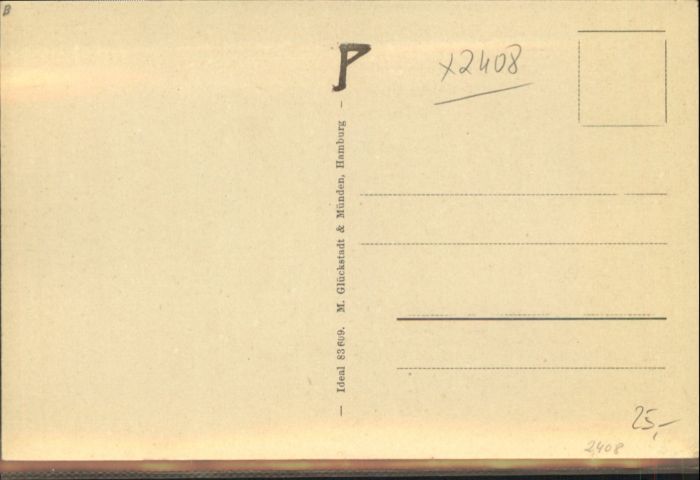 B
P
x2408
— Ideal 83609. M. Glückstadt & Münden, Hamburg —
25,-
2408